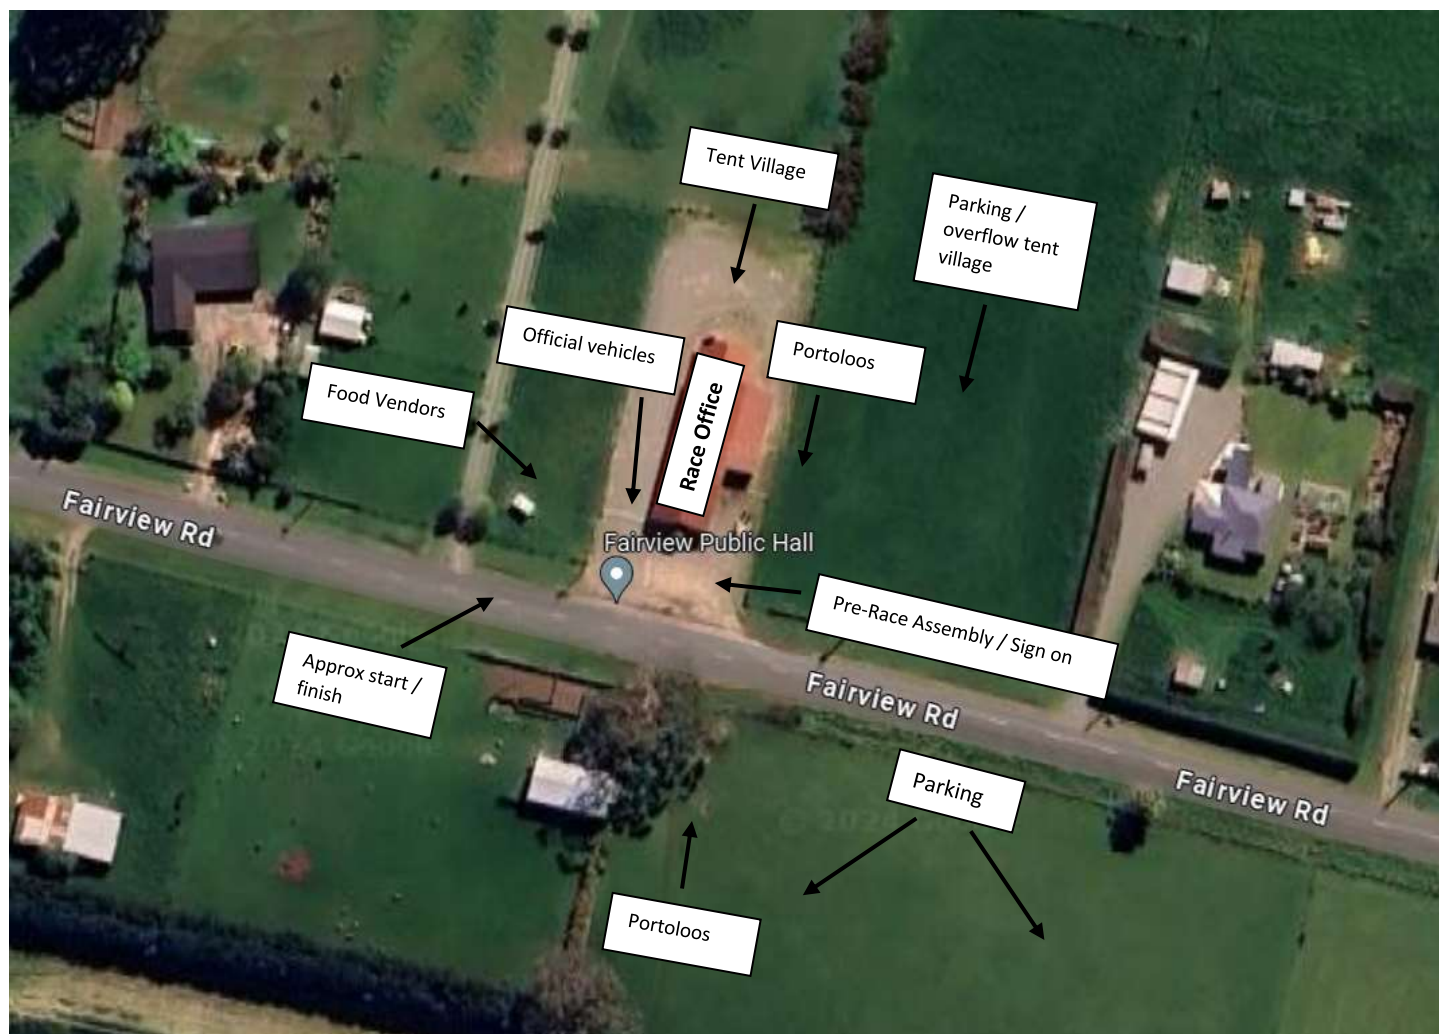 Tent Village
Parking /
overflow tent
village
Official vehicles
Portoloos
Food Vendors
Race Office
Fairview Rd
Fairview Public Hall
Pre-Race Assembly / Sign on
Approx start /
finish
Fairview Rd
Parking
Fairview Rd
Portoloos